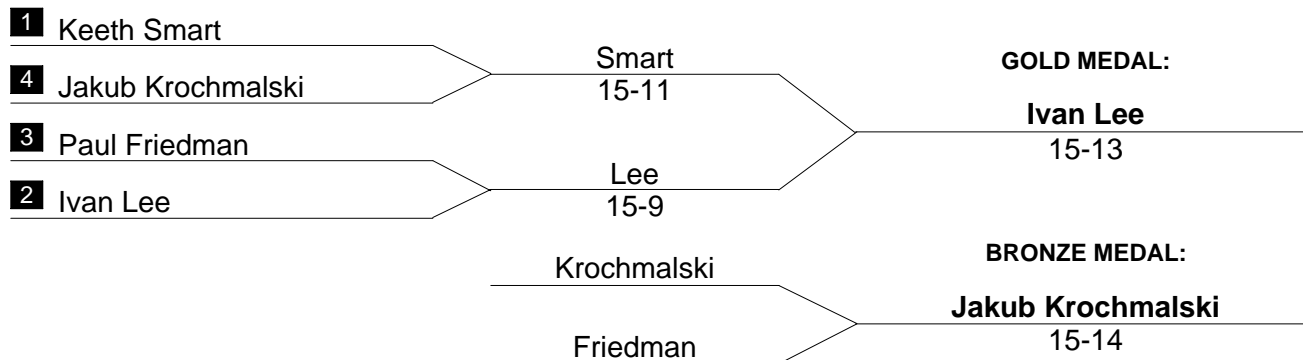 1 Keeth Smart
4 Jakub Krochmalski
3 Paul Friedman
2 Ivan Lee
Smart
15-11
Lee
15-9
GOLD MEDAL:
Ivan Lee
15-13
Krochmalski
Friedman
BRONZE MEDAL:
Jakub Krochmalski
15-14